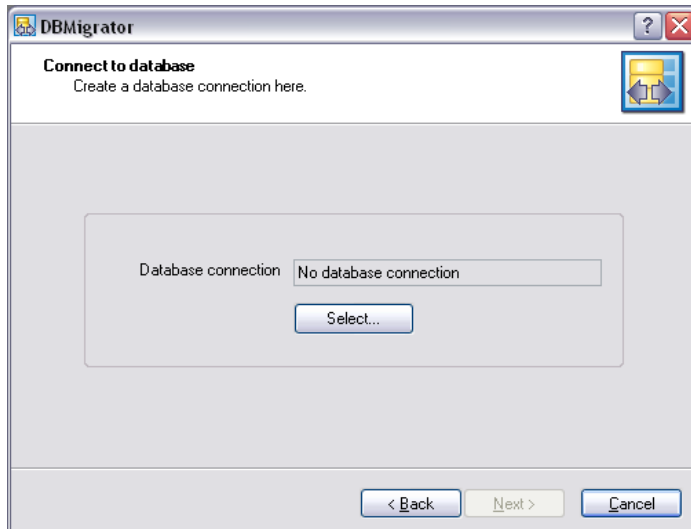 DBMigrator
Connect to database
Create a database connection here.
Database connection No database connection
Select...
< Back Next > Cancel